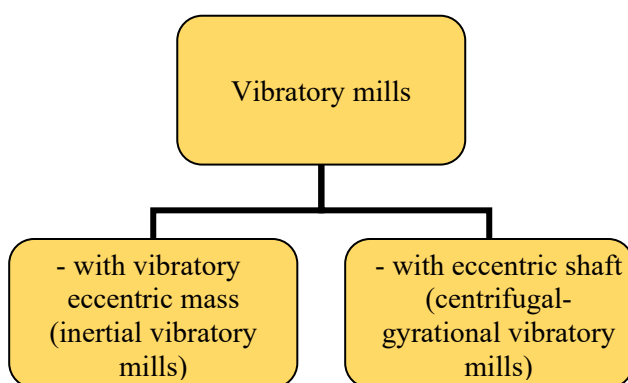 Vibratory mills
- with vibratory
eccentric mass
(inertial vibratory
mills)
- with eccentric shaft
(centrifugal-
gyrational vibratory
mills)